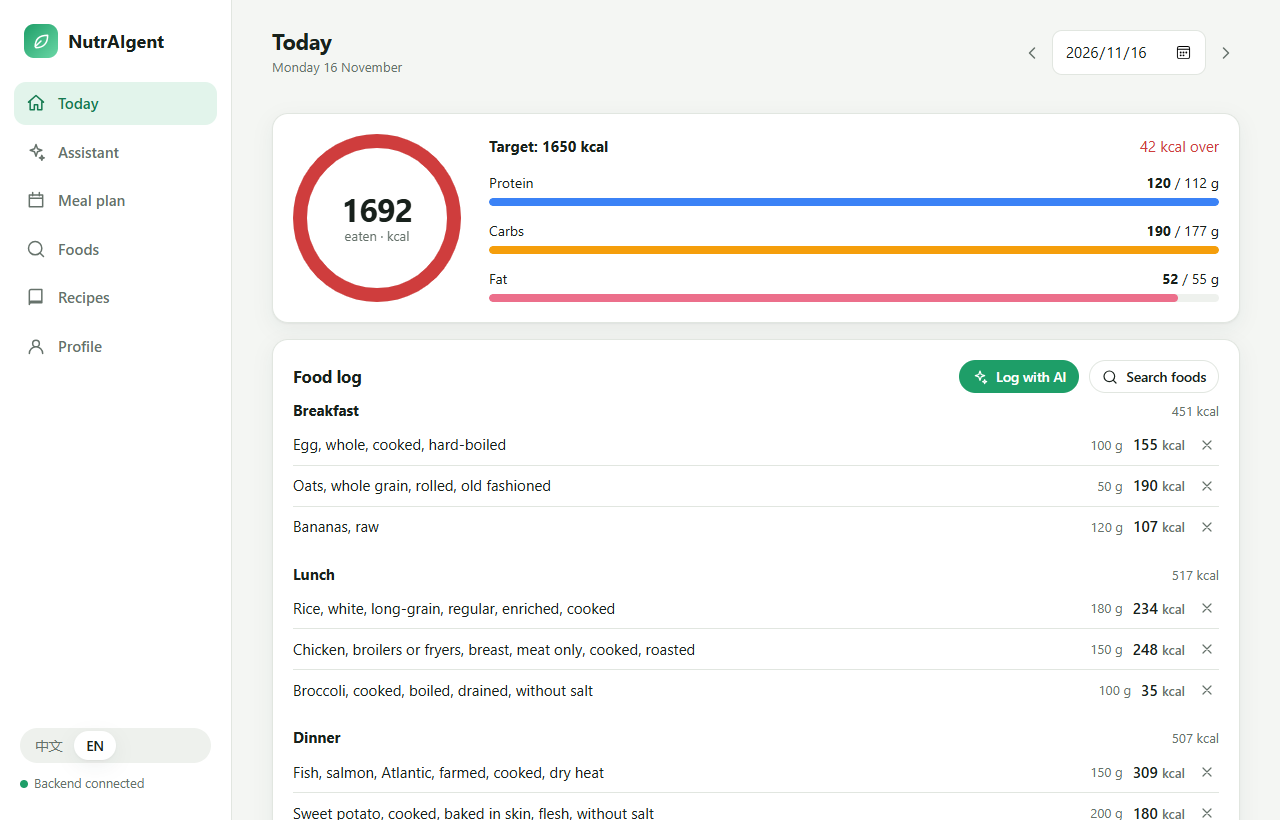 NutrAIgent
Today
Assistant
Meal plan
Foods
Recipes
Profile
中文 EN
Backend connected
Today
Monday 16 November
2026/11/16
1692
eaten · kcal
Target: 1650 kcal 42 kcal over
Protein 120 / 112 g
Carbs 190 / 177 g
Fat 52 / 55 g
Food log Log with AI Search foods
Breakfast 451 kcal
Egg, whole, cooked, hard-boiled 100 g 155 kcal
Oats, whole grain, rolled, old fashioned 50 g 190 kcal
Bananas, raw 120 g 107 kcal
Lunch 517 kcal
Rice, white, long-grain, regular, enriched, cooked 180 g 234 kcal
Chicken, broilers or fryers, breast, meat only, cooked, roasted 150 g 248 kcal
Broccoli, cooked, boiled, drained, without salt 100 g 35 kcal
Dinner 507 kcal
Fish, salmon, Atlantic, farmed, cooked, dry heat 150 g 309 kcal
Sweet potato, cooked, baked in skin, flesh, without salt 200 g 180 kcal